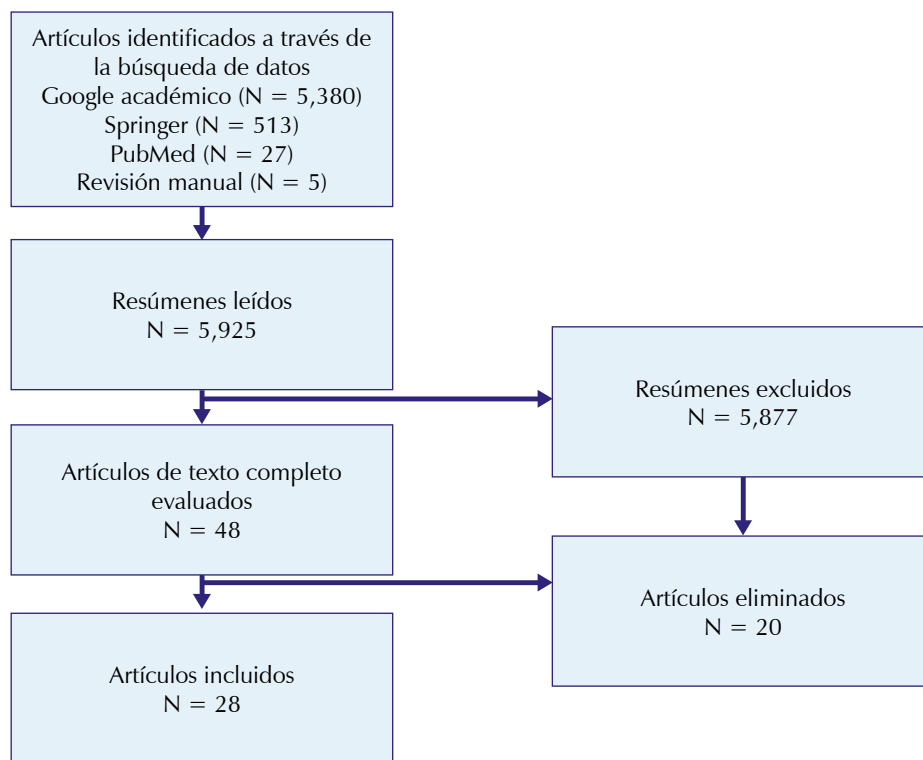 Artículos identificados a través de
la búsqueda de datos
Google académico (N = 5,380)
Springer (N = 513)
PubMed (N = 27)
Revisión manual (N = 5)
Resúmenes leídos
N = 5,925
Resúmenes excluidos
N = 5,877
Artículos de texto completo
evaluados
N = 48
Artículos eliminados
N = 20
Artículos incluidos
N = 28